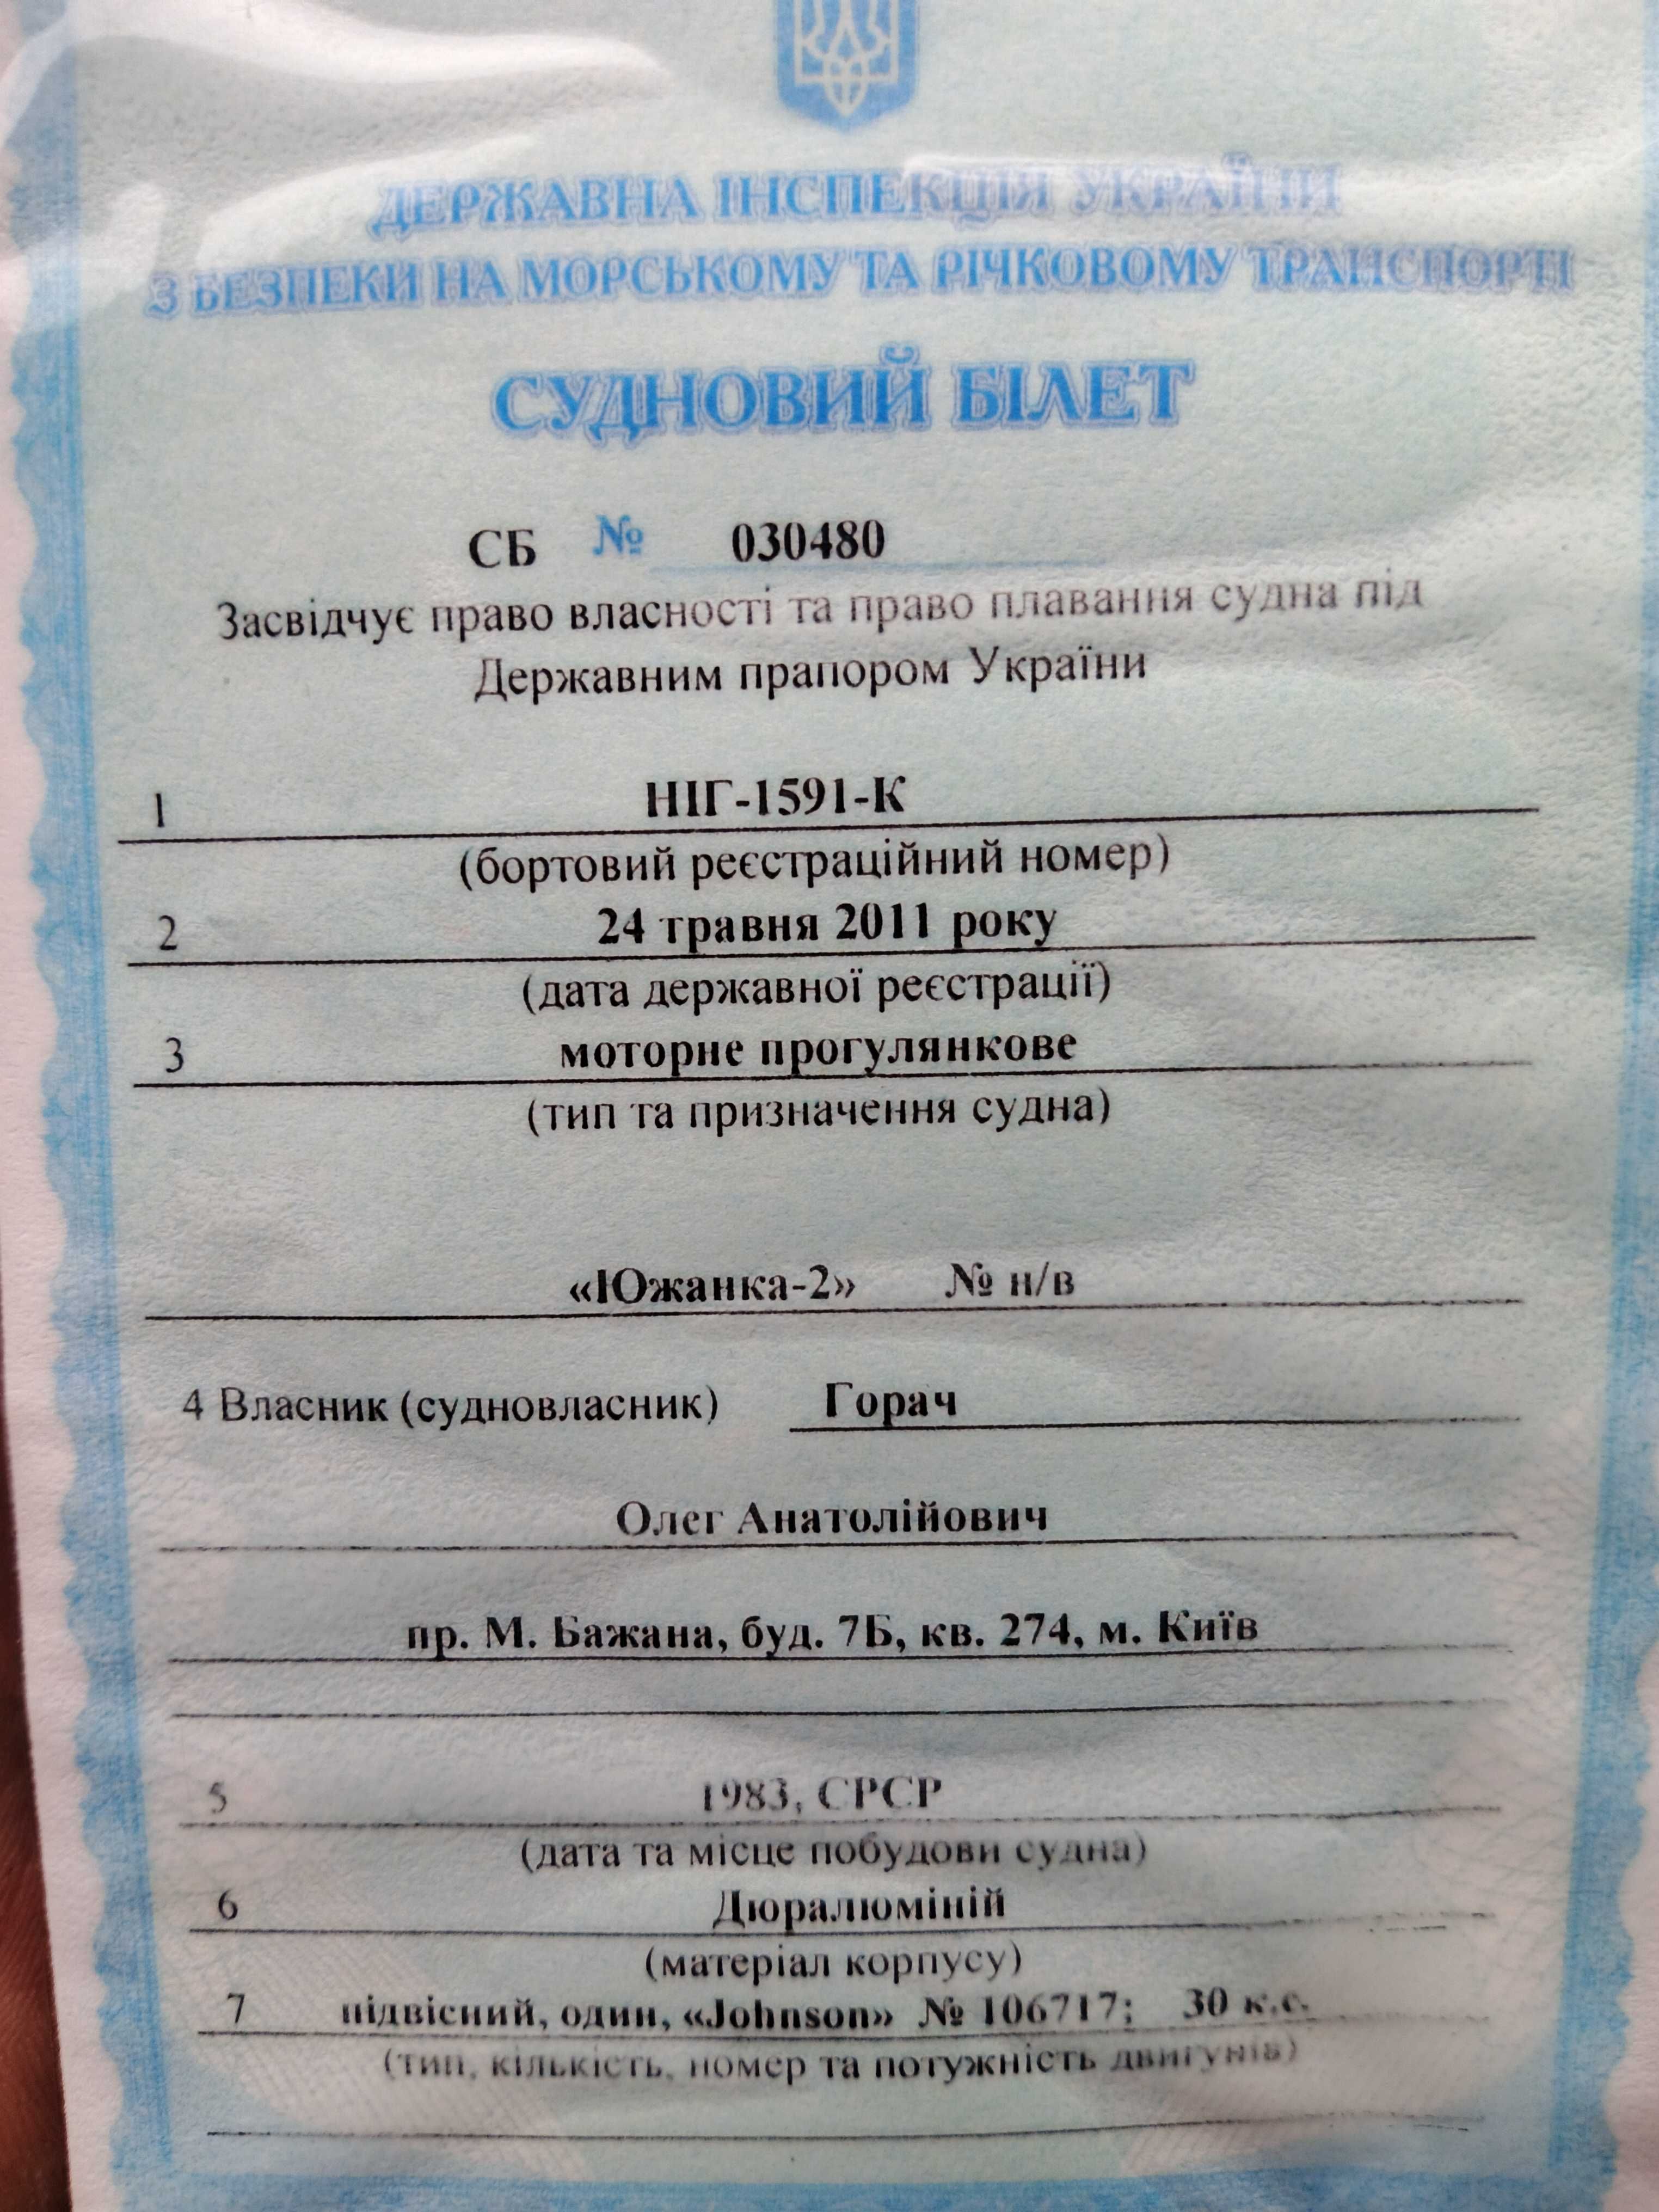 ДЕРЖАВНА ІНСПЕКЦІЯ УКРАЇНИ
З БЕЗПЕКИ НА МОРСЬКОМУ ТА РІЧКОВОМУ ТРАНСПОРТІ
СУДНОВИЙ БІЛЕТ
СБ № 030480
Засвідчує право власності та право плавання судна під
Державним прапором України
1 НІГ-1591-К
(бортовий реєстраційний номер)
2 24 травня 2011 року
(дата державної реєстрації)
3 моторне прогулянкове
(тип та призначення судна)
«Южанка-2» № н/в
4 Власник (судновласник) Горач
Олег Анатолійович
пр. М. Бажана, буд. 7Б, кв. 274, м. Київ
5 1983, СРСР
(дата та місце побудови судна)
6 Дюралюміній
(матеріал корпусу)
7 підвісний, один, «Johnson» № 106717; 30 к.с.
(тип, кількість, номер та потужність двигунів)